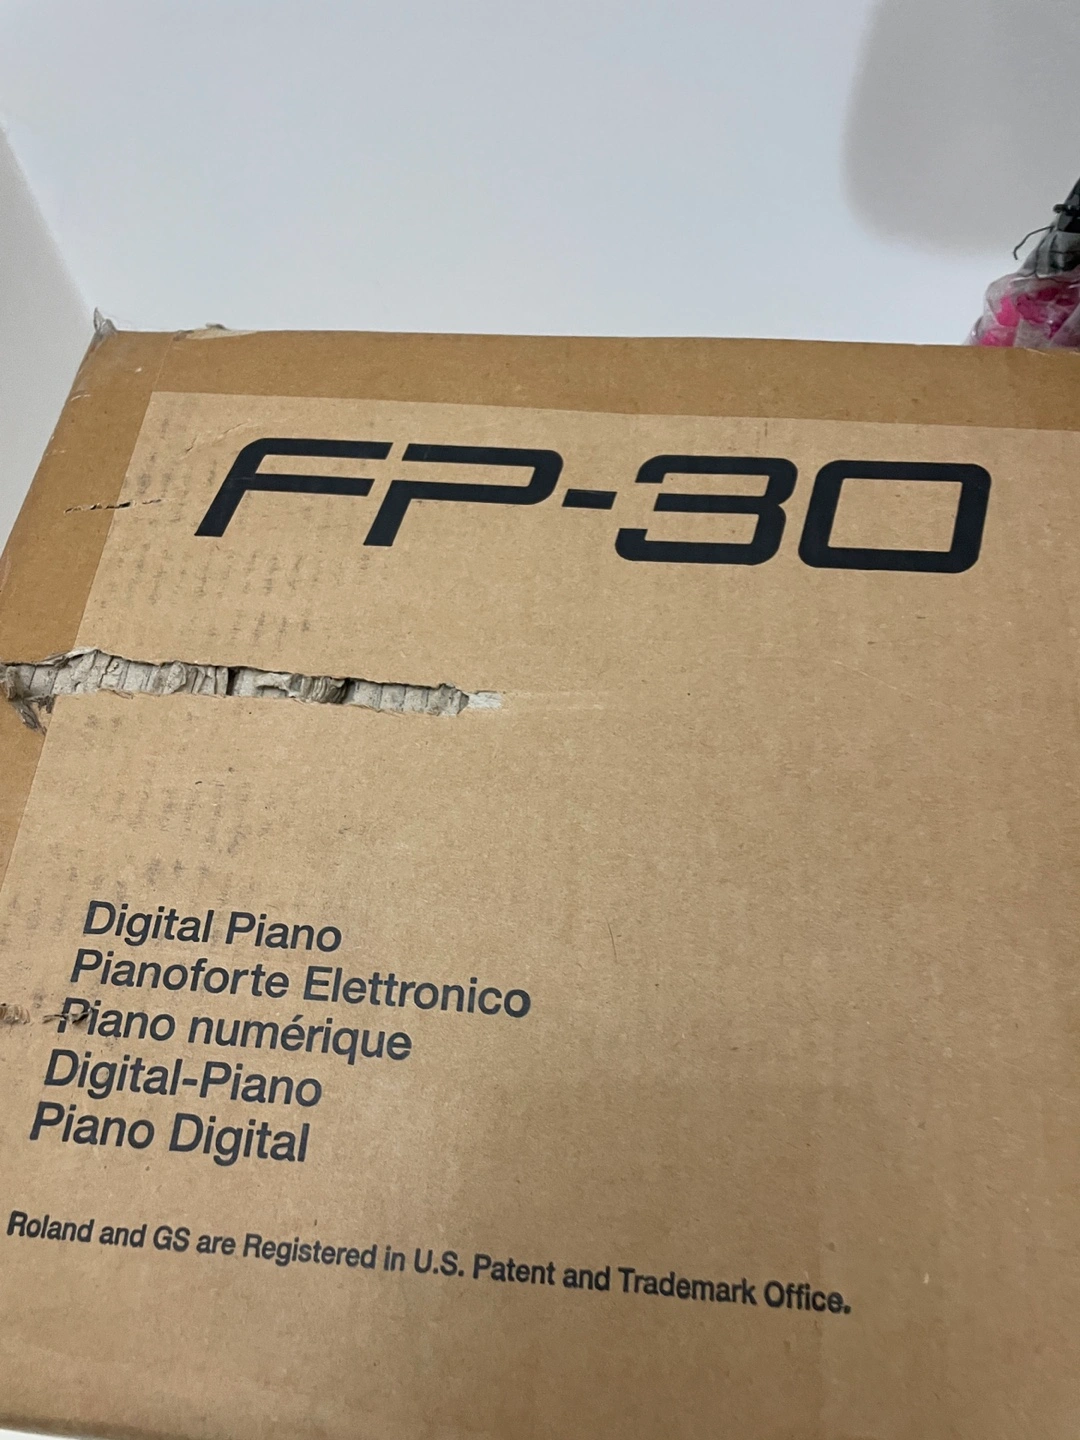 FP-30
Digital Piano
Pianoforte Elettronico
Piano numérique
Digital-Piano
Piano Digital
Roland and GS are Registered in U.S. Patent and Trademark Office.